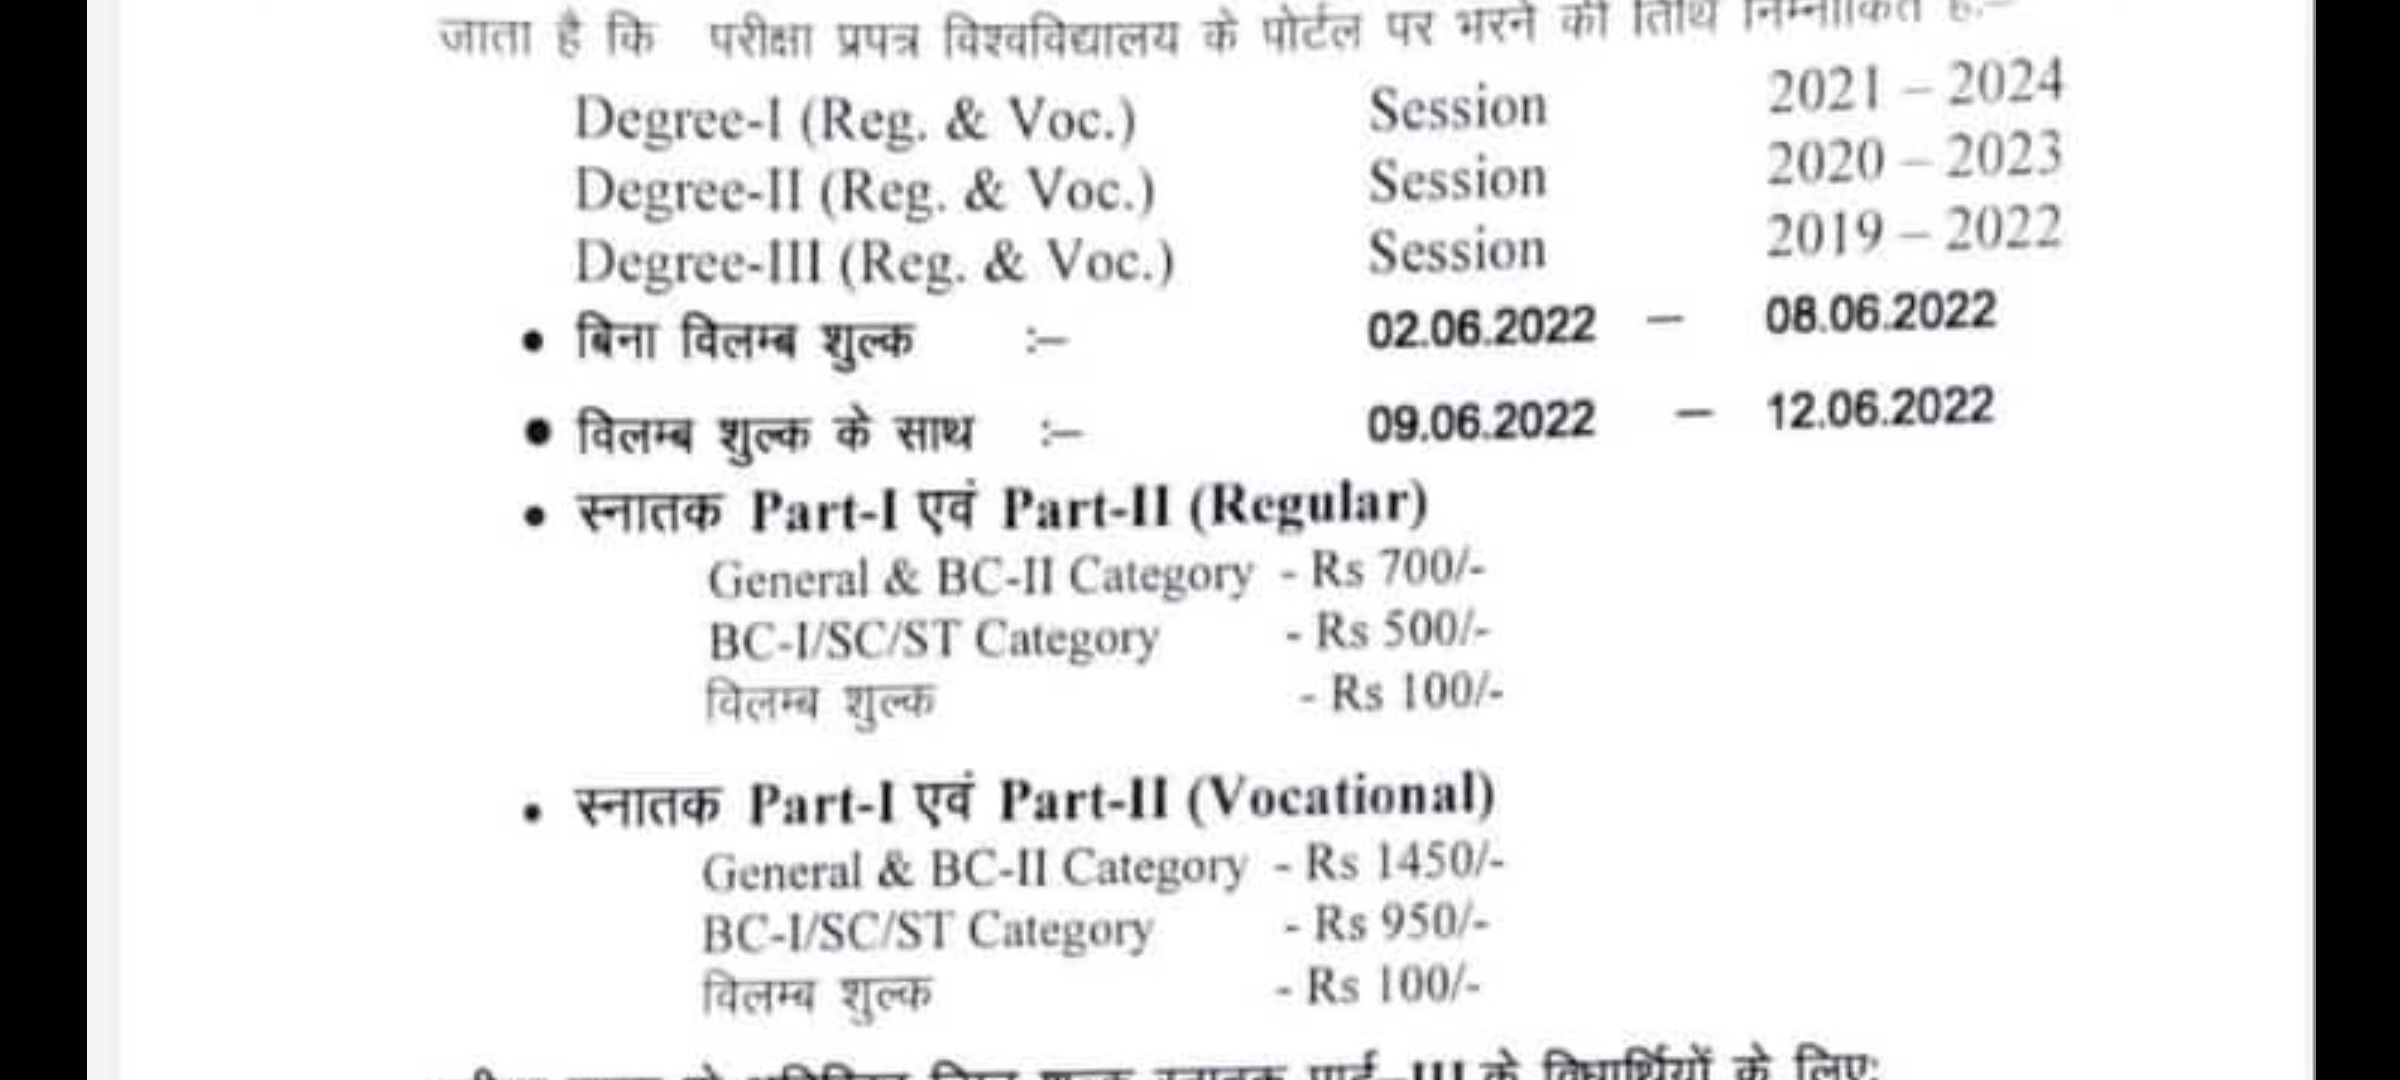 जाता है कि परीक्षा प्रपत्र विश्वविद्यालय के पोर्टल पर भरने की तिथि निम्नांकित है:–
Degree-I (Reg. & Voc.) Session 2021 – 2024
Degree-II (Reg. & Voc.) Session 2020 – 2023
Degree-III (Reg. & Voc.) Session 2019 – 2022
• बिना विलम्ब शुल्क :– 02.06.2022 – 08.06.2022
• विलम्ब शुल्क के साथ :– 09.06.2022 – 12.06.2022
• स्नातक Part-I एवं Part-II (Regular)
General & BC-II Category - Rs 700/-
BC-I/SC/ST Category - Rs 500/-
विलम्ब शुल्क - Rs 100/-
• स्नातक Part-I एवं Part-II (Vocational)
General & BC-II Category - Rs 1450/-
BC-I/SC/ST Category - Rs 950/-
विलम्ब शुल्क - Rs 100/-
स्नातक पार्ट–III के विद्यार्थियों के लिए: